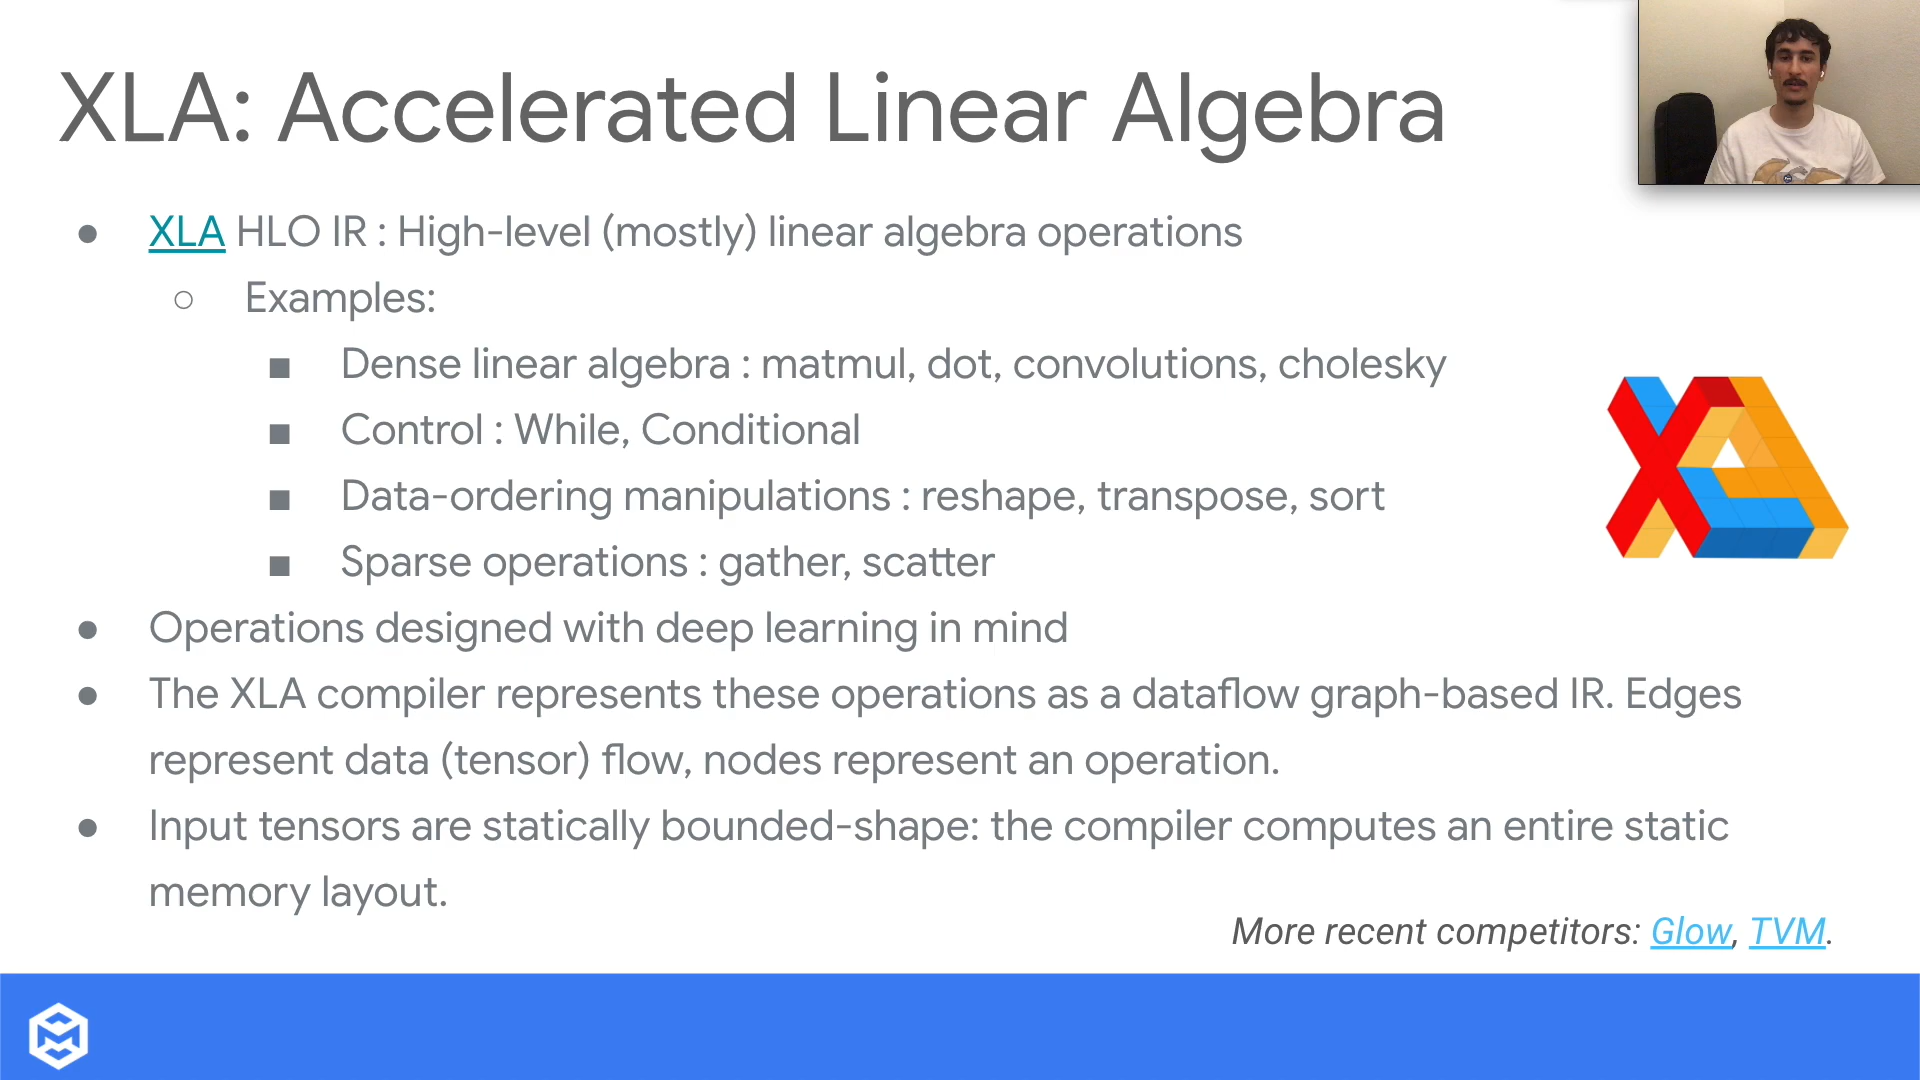 XLA: Accelerated Linear Algebra
● XLA HLO IR : High-level (mostly) linear algebra operations
○ Examples:
■ Dense linear algebra : matmul, dot, convolutions, cholesky
■ Control : While, Conditional
■ Data-ordering manipulations : reshape, transpose, sort
■ Sparse operations : gather, scatter
XLA
● Operations designed with deep learning in mind
● The XLA compiler represents these operations as a dataflow graph-based IR. Edges
represent data (tensor) flow, nodes represent an operation.
● Input tensors are statically bounded-shape: the compiler computes an entire static
memory layout.
More recent competitors: Glow, TVM.